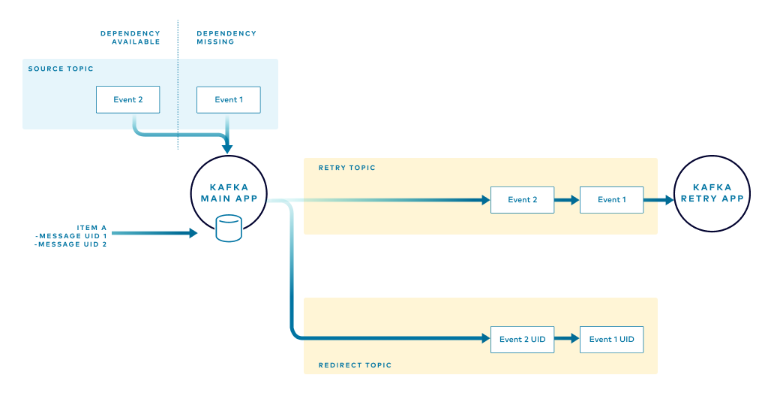 DEPENDENCY
AVAILABLE
DEPENDENCY
MISSING
SOURCE TOPIC
Event 2
Event 1
KAFKA
MAIN APP
ITEM A
-MESSAGE UID 1
-MESSAGE UID 2
RETRY TOPIC
Event 2
Event 1
KAFKA
RETRY APP
Event 2 UID
Event 1 UID
REDIRECT TOPIC